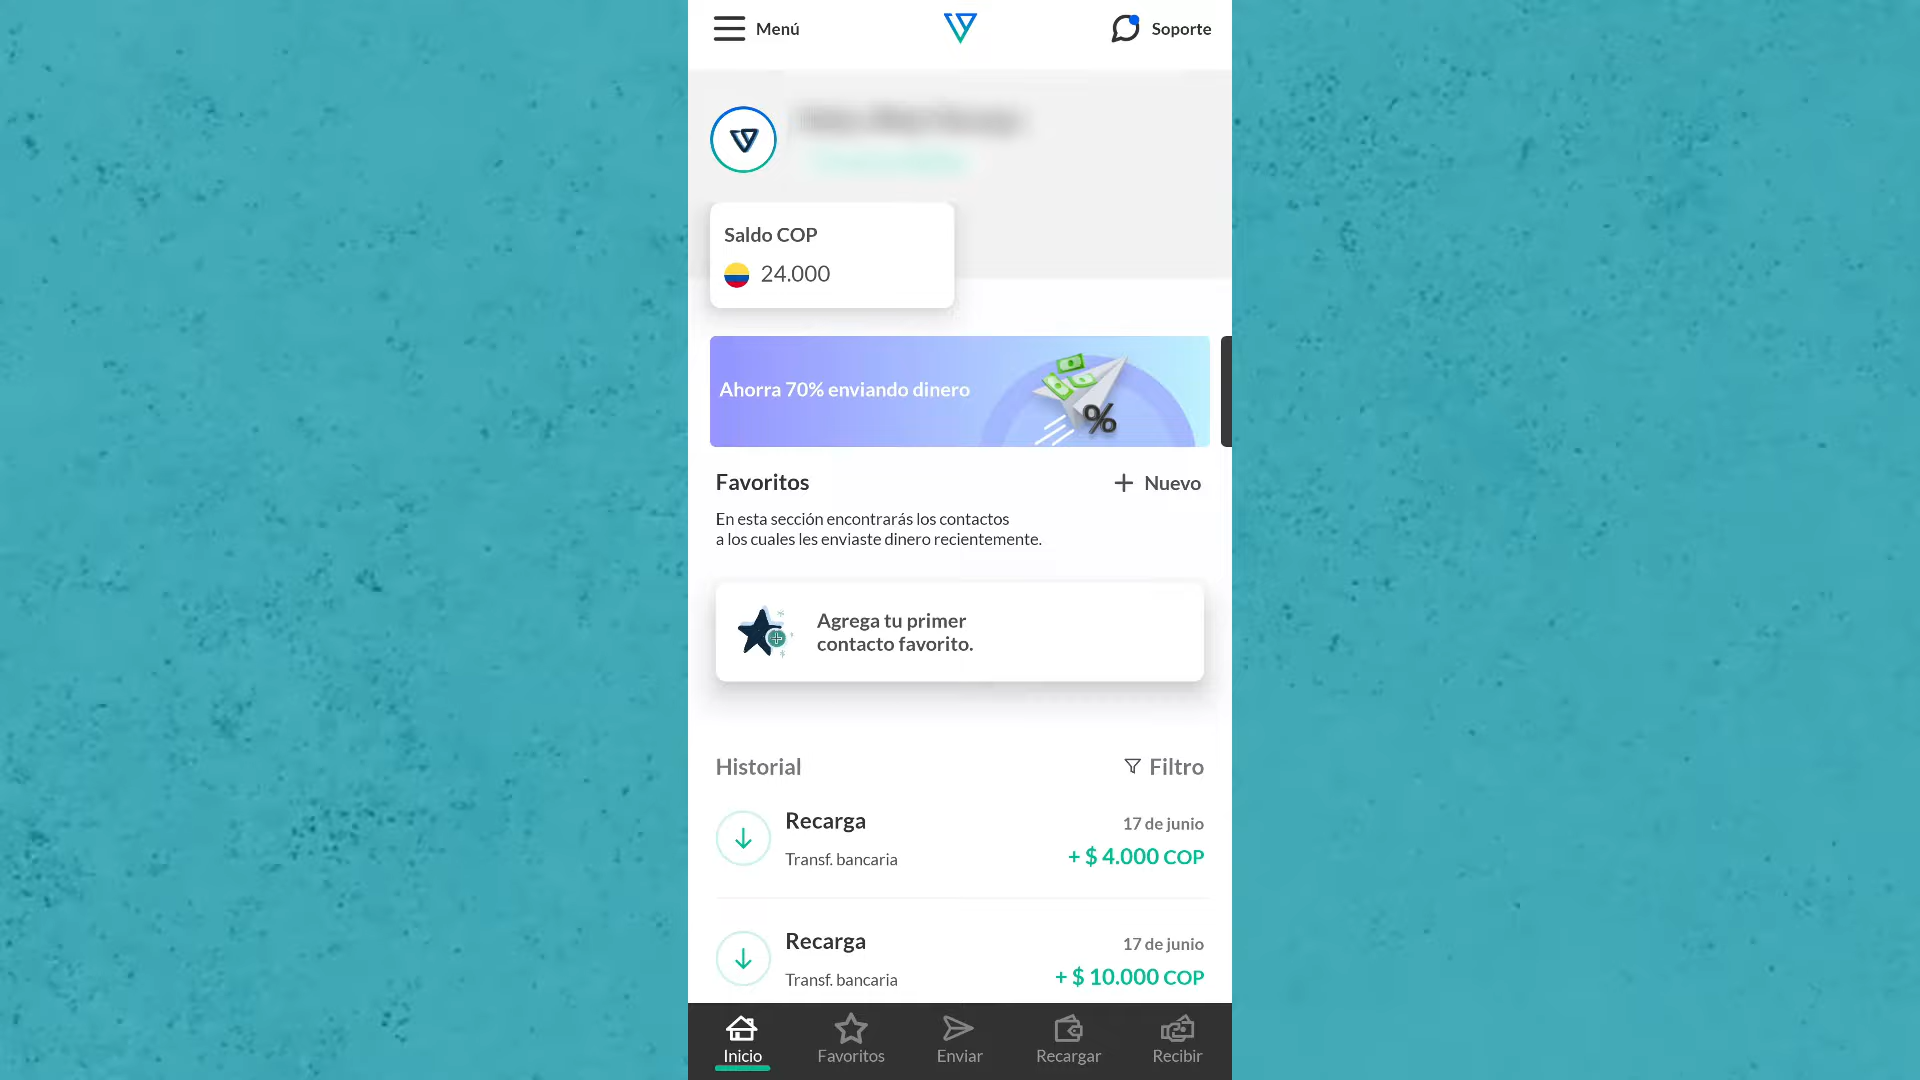 Menú
Soporte
Saldo COP
24.000
Ahorra 70% enviando dinero
%
Favoritos
+ Nuevo
En esta sección encontrarás los contactos
a los cuales les enviaste dinero recientemente.
Agrega tu primer
contacto favorito.
Historial
Filtro
Recarga
17 de junio
Transf. bancaria
+ $ 4.000 COP
Recarga
17 de junio
Transf. bancaria
+ $ 10.000 COP
Inicio
Favoritos
Enviar
Recargar
Recibir